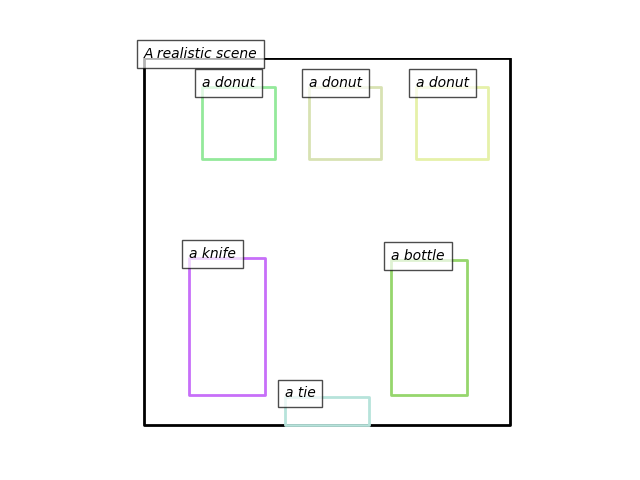 A realistic scene
a donut
a donut
a donut
a knife
a bottle
a tie